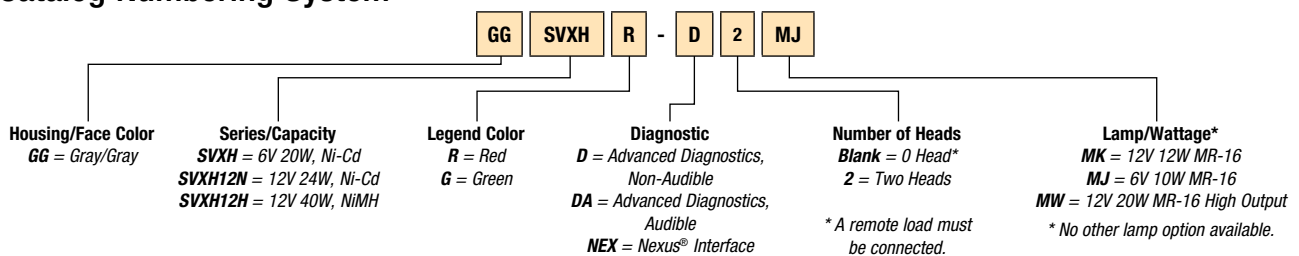 GG SVXH R - D 2 MJ
Housing/Face Color
GG = Gray/Gray
Series/Capacity
SVXH = 6V 20W, Ni-Cd
SVXH12N = 12V 24W, Ni-Cd
SVXH12H = 12V 40W, NiMH
Legend Color
R = Red
G = Green
Diagnostic
D = Advanced Diagnostics,
Non-Audible
DA = Advanced Diagnostics,
Audible
NEX = Nexus® Interface
Number of Heads
Blank = 0 Head*
2 = Two Heads
* A remote load must
be connected.
Lamp/Wattage*
MK = 12V 12W MR-16
MJ = 6V 10W MR-16
MW = 12V 20W MR-16 High Output
* No other lamp option available.